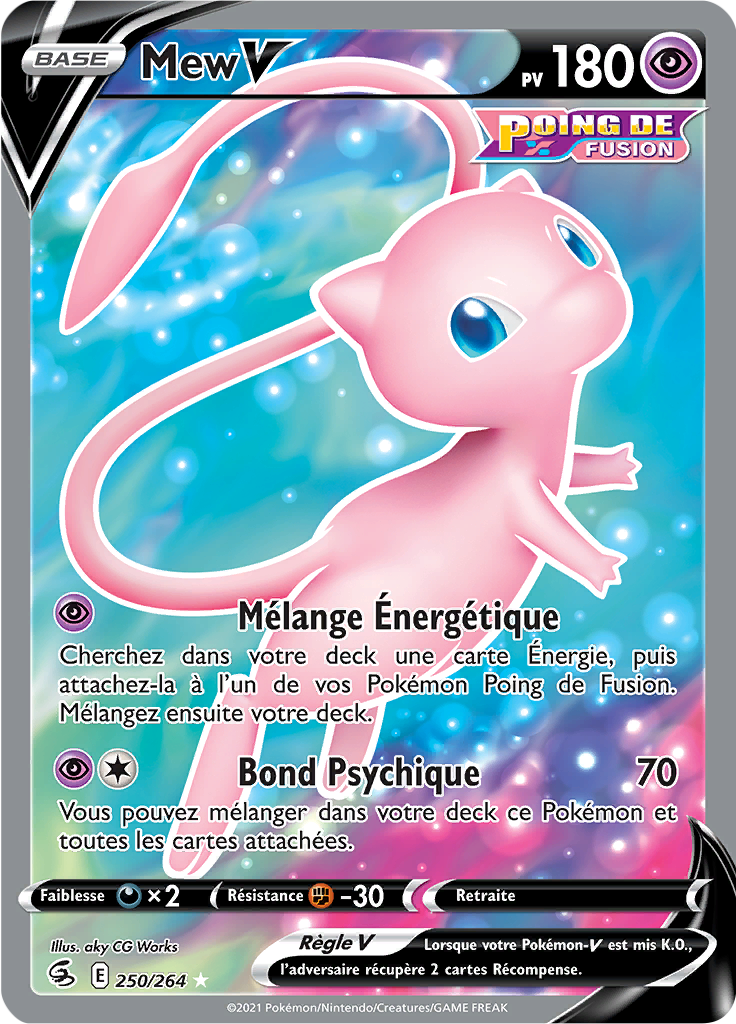 BASE
Mew V
PV 180
POING DE
FUSION
Mélange Énergétique
Cherchez dans votre deck une carte Énergie, puis
attachez-la à l'un de vos Pokémon Poing de Fusion.
Mélangez ensuite votre deck.
Bond Psychique 70
Vous pouvez mélanger dans votre deck ce Pokémon et
toutes les cartes attachées.
Faiblesse ×2 Résistance -30 Retraite
Illus. aky CG Works
Règle V Lorsque votre Pokémon-V est mis K.O.,
l'adversaire récupère 2 cartes Récompense.
E 250/264
©2021 Pokémon/Nintendo/Creatures/GAME FREAK